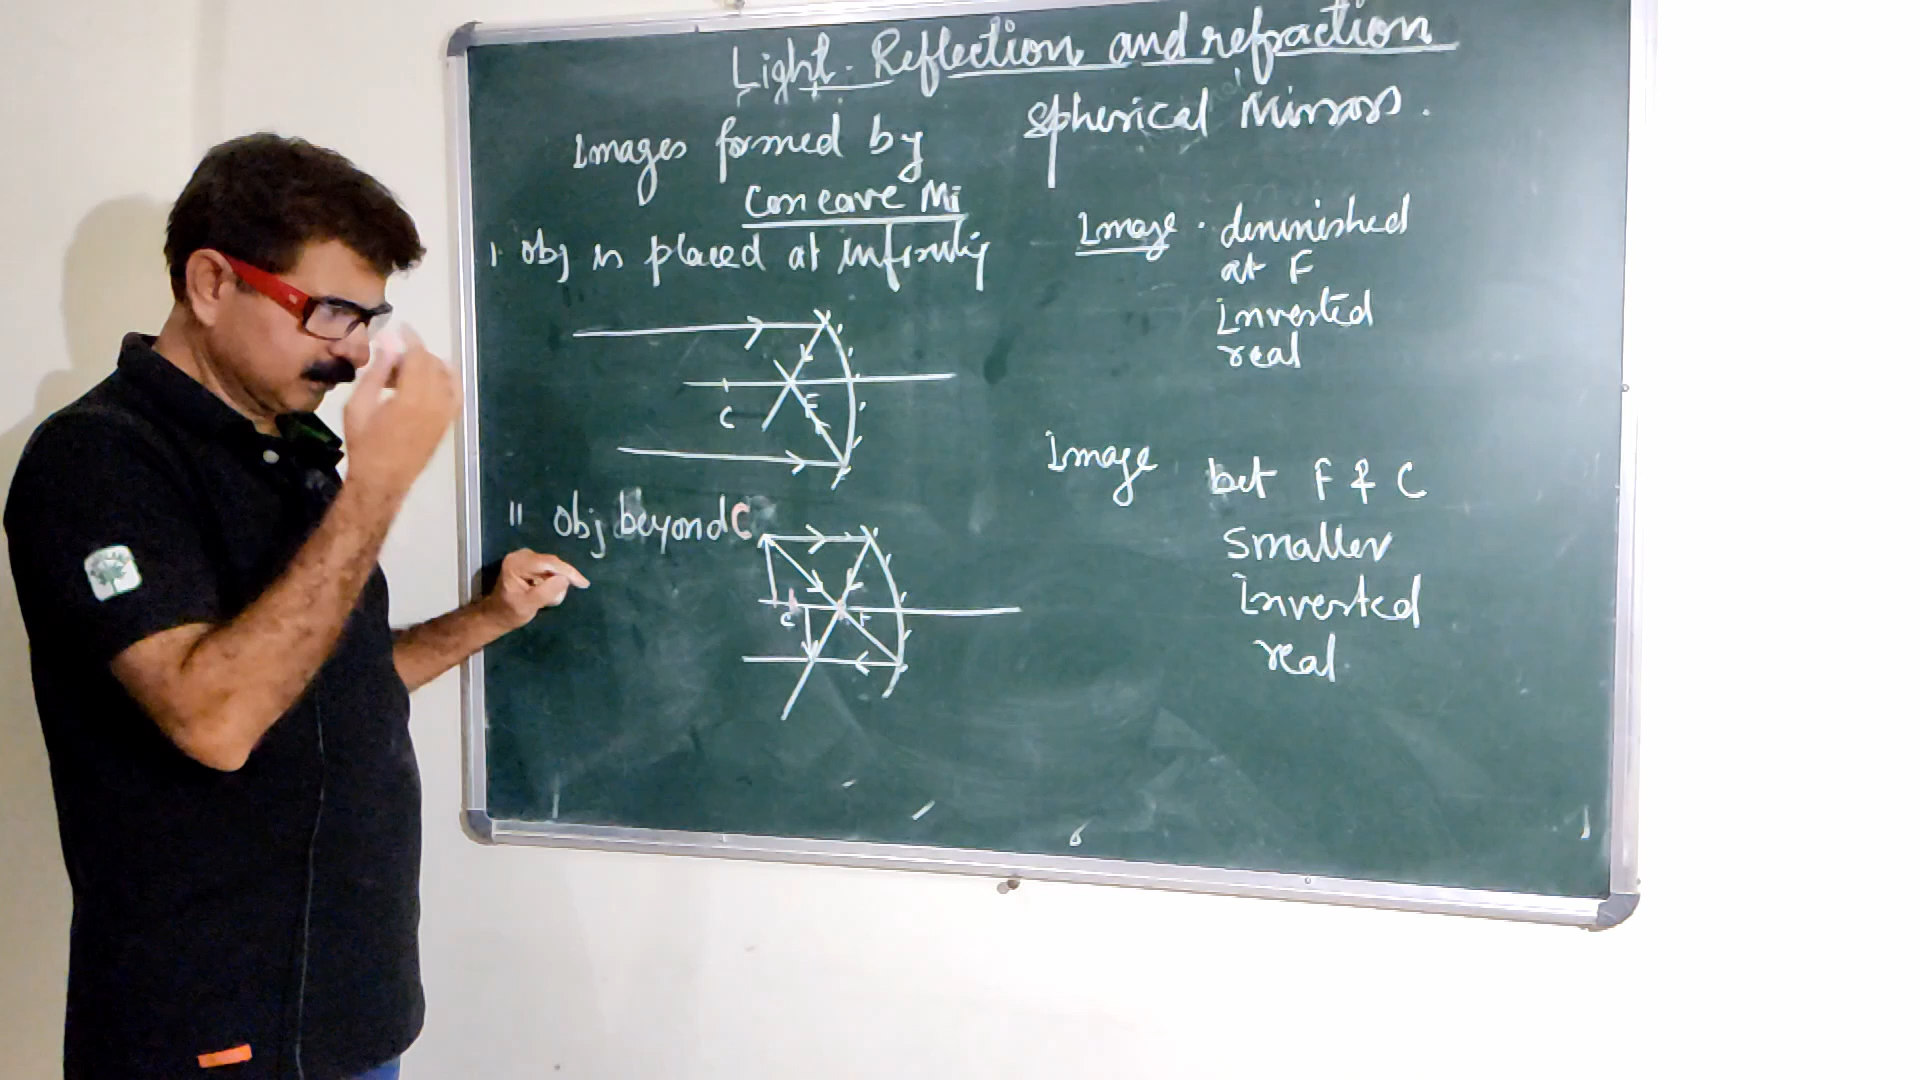 Light. Reflection and refraction
Images formed by Spherical Mirrors.
Concave Mi
I. Obj is placed at infinity
Image . diminished
at F
Inverted
real
C
F
II Obj beyond C
Image bet F & C
Smaller
Inverted
real
C F